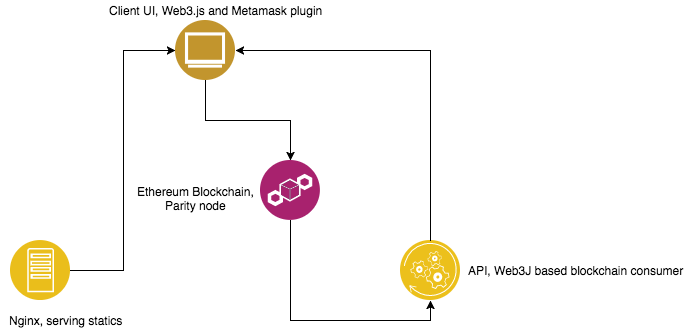 Client UI, Web3.js and Metamask plugin
Ethereum Blockchain,
Parity node
API, Web3J based blockchain consumer
Nginx, serving statics